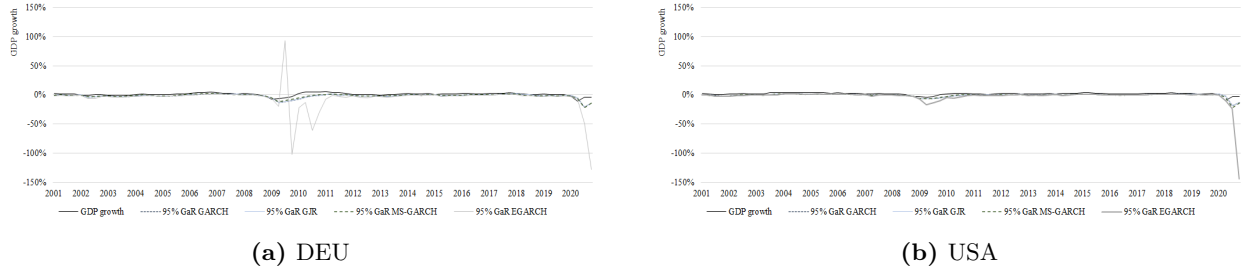 GDP growth
150%
100%
50%
0%
-50%
-100%
-150%
2001 2002 2003 2004 2005 2006 2007 2008 2009 2010 2011 2012 2013 2014 2015 2016 2017 2018 2019 2020
GDP growth 95% GaR GARCH 95% GaR GJR 95% GaR MS-GARCH 95% GaR EGARCH
(a) DEU
GDP growth
150%
100%
50%
0%
-50%
-100%
-150%
2001 2002 2003 2004 2005 2006 2007 2008 2009 2010 2011 2012 2013 2014 2015 2016 2017 2018 2019 2020
GDP growth 95% GaR GARCH 95% GaR GJR 95% GaR MS-GARCH 95% GaR EGARCH
(b) USA